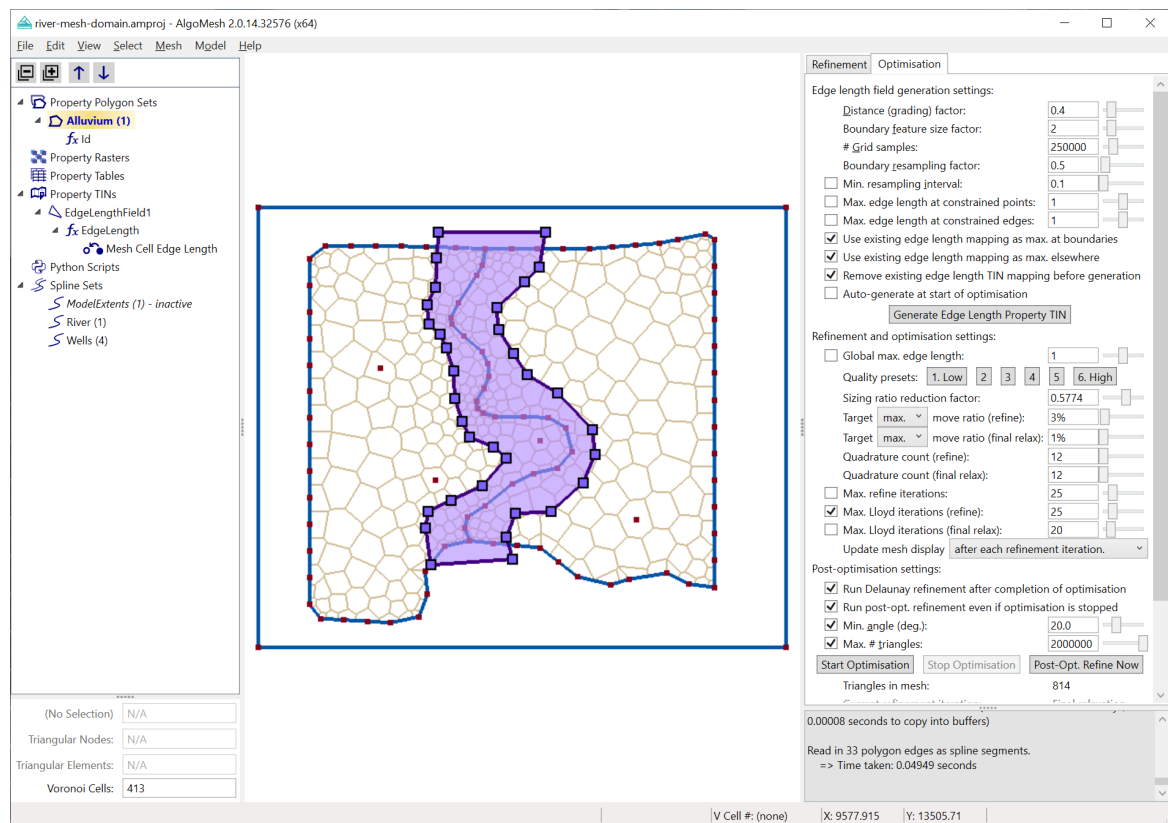 river-mesh-domain.amproj - AlgoMesh 2.0.14.32576 (x64)
File Edit View Select Mesh Model Help
Property Polygon Sets
Alluvium (1)
fx Id
Property Rasters
Property Tables
Property TINs
EdgeLengthField1
fx EdgeLength
Mesh Cell Edge Length
Python Scripts
Spline Sets
ModelExtents (1) - inactive
River (1)
Wells (4)
(No Selection) N/A
Triangular Nodes: N/A
Triangular Elements: N/A
Voronoi Cells: 413
Refinement Optimisation
Edge length field generation settings:
Distance (grading) factor: 0.4
Boundary feature size factor: 2
# Grid samples: 250000
Boundary resampling factor: 0.5
Min. resampling interval: 0.1
Max. edge length at constrained points: 1
Max. edge length at constrained edges: 1
Use existing edge length mapping as max. at boundaries
Use existing edge length mapping as max. elsewhere
Remove existing edge length TIN mapping before generation
Auto-generate at start of optimisation
Generate Edge Length Property TIN
Refinement and optimisation settings:
Global max. edge length: 1
Quality presets: 1. Low 2 3 4 5 6. High
Sizing ratio reduction factor: 0.5774
Target max. move ratio (refine): 3%
Target max. move ratio (final relax): 1%
Quadrature count (refine): 12
Quadrature count (final relax): 12
Max. refine iterations: 25
Max. Lloyd iterations (refine): 25
Max. Lloyd iterations (final relax): 20
Update mesh display after each refinement iteration.
Post-optimisation settings:
Run Delaunay refinement after completion of optimisation
Run post-opt. refinement even if optimisation is stopped
Min. angle (deg.): 20.0
Max. # triangles: 2000000
Start Optimisation Stop Optimisation Post-Opt. Refine Now
Triangles in mesh: 814
0.00008 seconds to copy into buffers)
Read in 33 polygon edges as spline segments.
=> Time taken: 0.04949 seconds
V Cell #: (none) X: 9577.915 Y: 13505.71